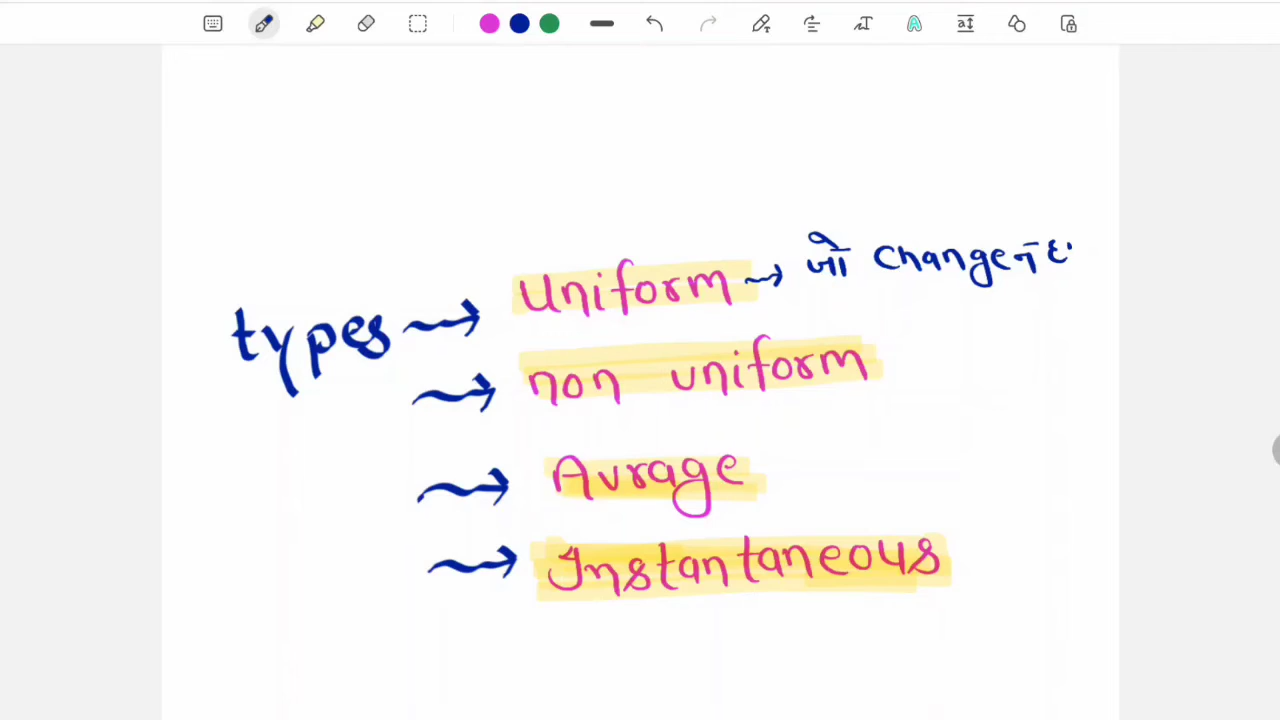 types → Uniform → जो change न ह
→ non uniform
→ Avrage
→ Instantaneous